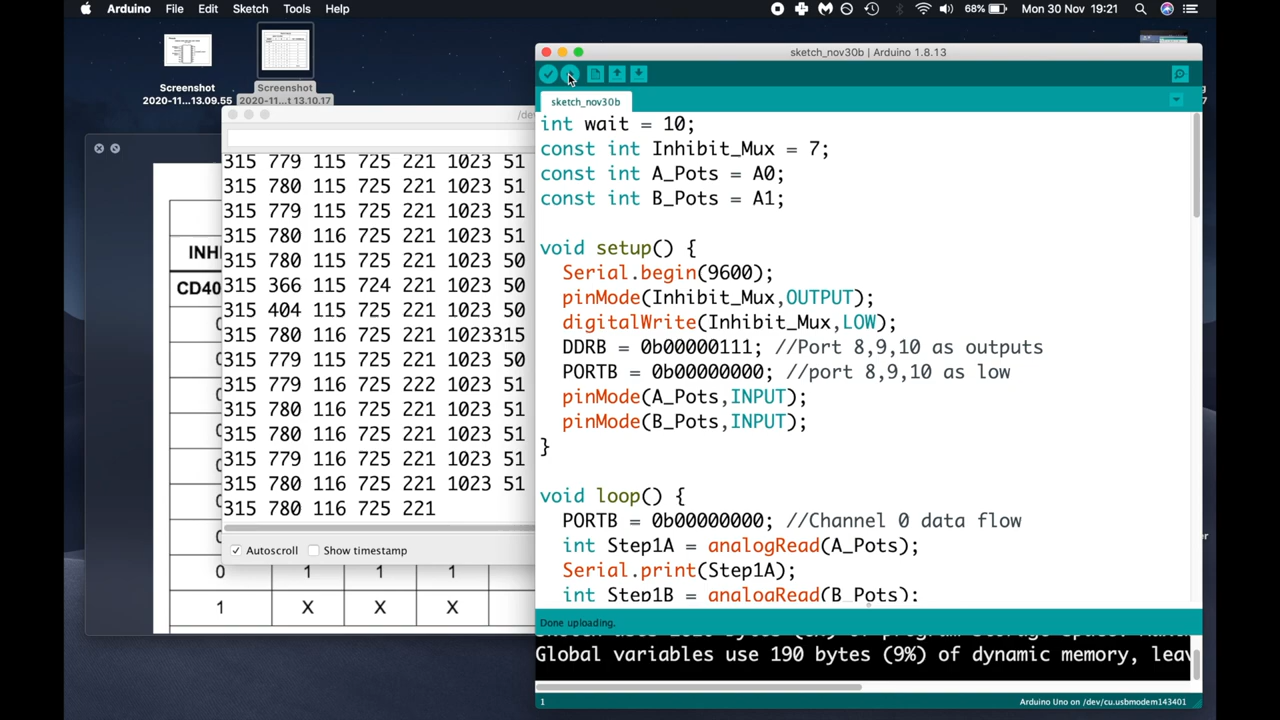 Arduino File Edit Sketch Tools Help 68% Mon 30 Nov 19:21
Screenshot
2020-11...13.09.55
Screenshot
2020-11...t 13.10.17
sketch_nov30b | Arduino 1.8.13
sketch_nov30b
/de
315 779 115 725 221 1023 51
315 780 115 725 221 1023 51
315 779 115 725 221 1023 51
315 780 116 725 221 1023 51
315 780 115 725 221 1023 50
315 366 115 724 221 1023 50
315 404 115 725 221 1023 50
315 780 116 725 221 1023315
315 779 115 725 221 1023 50
315 779 116 725 222 1023 51
315 780 116 725 221 1023 51
315 780 116 725 221 1023 51
315 779 116 725 221 1023 51
315 780 116 725 221 1023 51
315 780 116 725 221
Autoscroll Show timestamp
INHI
CD40
0 1 1 1
1 X X X
int wait = 10;
const int Inhibit_Mux = 7;
const int A_Pots = A0;
const int B_Pots = A1;
void setup() {
Serial.begin(9600);
pinMode(Inhibit_Mux,OUTPUT);
digitalWrite(Inhibit_Mux,LOW);
DDRB = 0b00000111; //Port 8,9,10 as outputs
PORTB = 0b00000000; //port 8,9,10 as low
pinMode(A_Pots,INPUT);
pinMode(B_Pots,INPUT);
}
void loop() {
PORTB = 0b00000000; //Channel 0 data flow
int Step1A = analogRead(A_Pots);
Serial.print(Step1A);
int Step1B = analogRead(B_Pots);
Done uploading.
Global variables use 190 bytes (9%) of dynamic memory, leav
1 Arduino Uno on /dev/cu.usbmodem143401